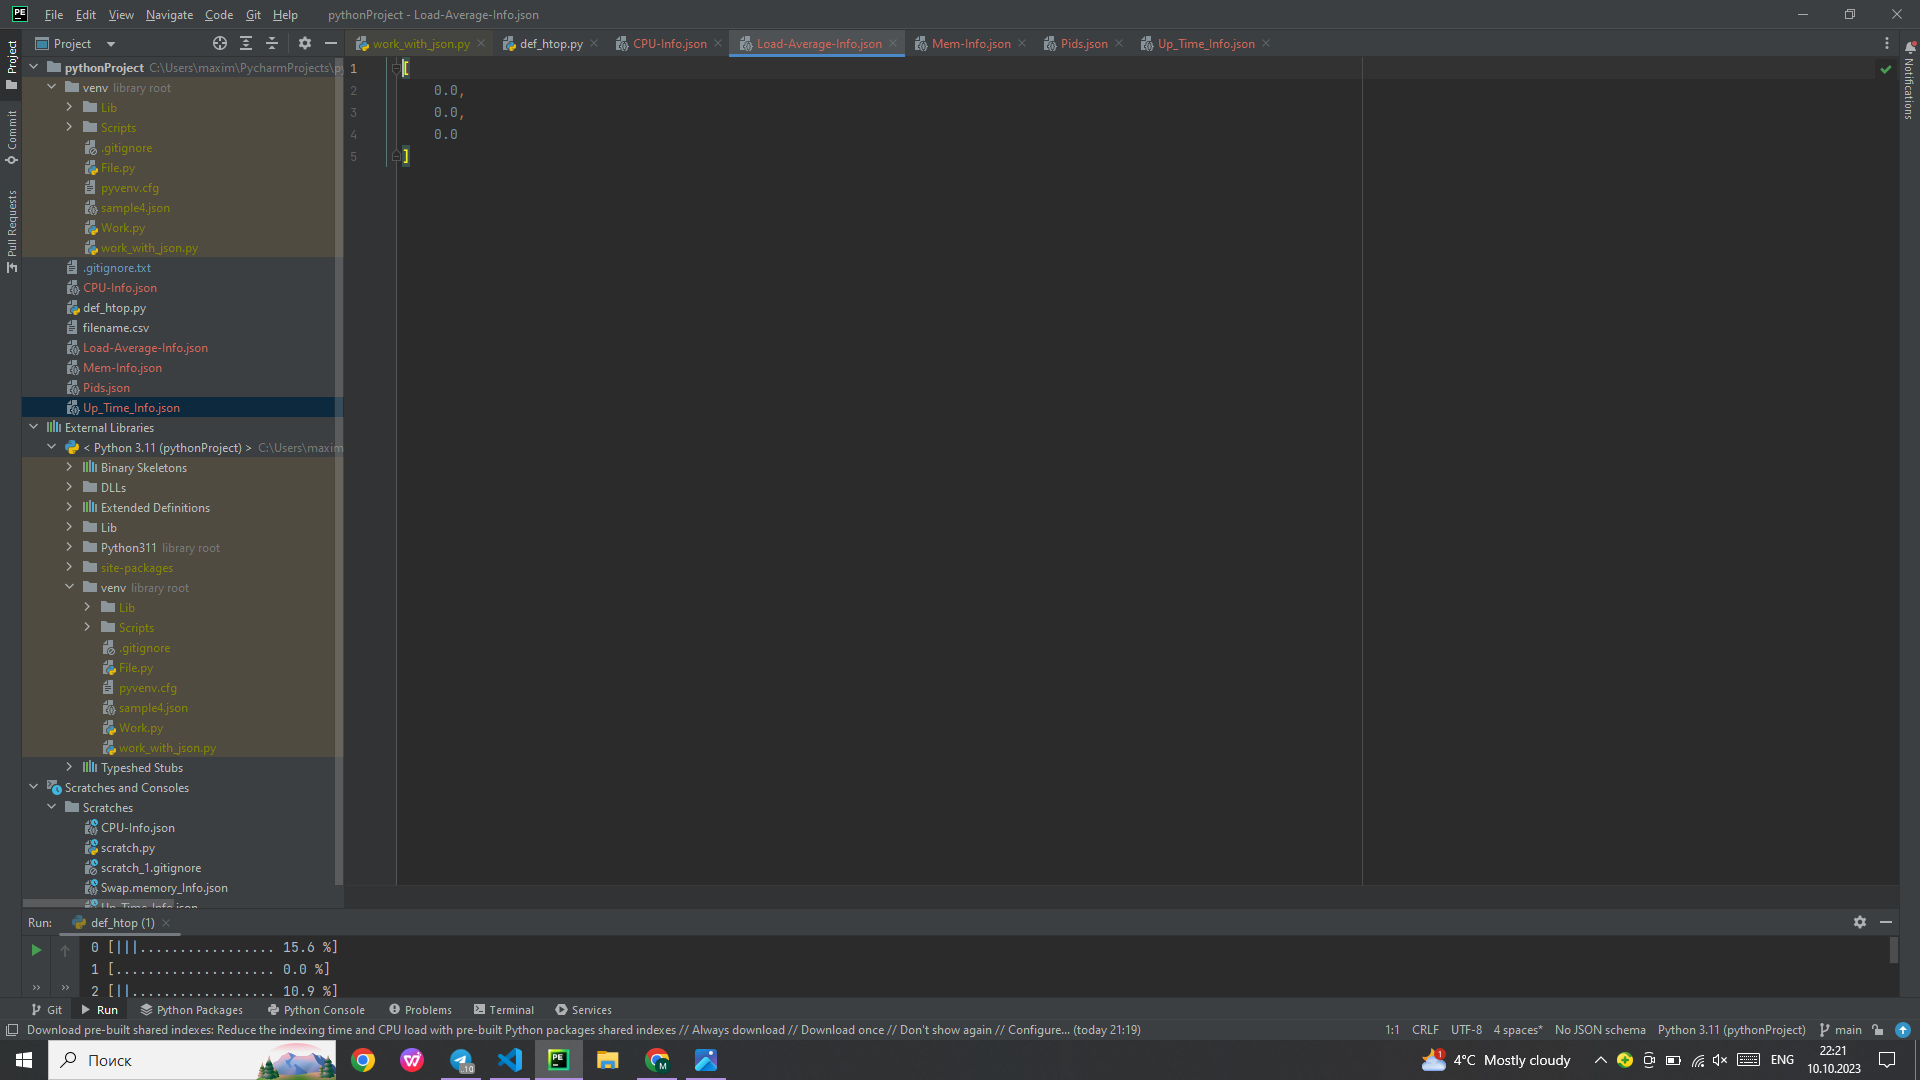 PE File Edit View Navigate Code Git Help pythonProject - Load-Average-Info.json
Project
Commit
Pull Requests
Project
work_with_json.py def_htop.py CPU-Info.json Load-Average-Info.json Mem-Info.json Pids.json Up_Time_Info.json
Notifications
pythonProject C:\Users\maxim\PycharmProjects\py
venv library root
Lib
Scripts
.gitignore
File.py
pyvenv.cfg
sample4.json
Work.py
work_with_json.py
.gitignore.txt
CPU-Info.json
def_htop.py
filename.csv
Load-Average-Info.json
Mem-Info.json
Pids.json
Up_Time_Info.json
External Libraries
< Python 3.11 (pythonProject) > C:\Users\maxim
Binary Skeletons
DLLs
Extended Definitions
Lib
Python311 library root
site-packages
venv library root
Lib
Scripts
.gitignore
File.py
pyvenv.cfg
sample4.json
Work.py
work_with_json.py
Typeshed Stubs
Scratches and Consoles
Scratches
CPU-Info.json
scratch.py
scratch_1.gitignore
Swap.memory_Info.json
Up_Time_Info.json
1 [
2 0.0,
3 0.0,
4 0.0
5 ]
Run: def_htop (1)
0 [|||................. 15.6 %]
1 [.................... 0.0 %]
2 [||.................. 10.9 %]
Git Run Python Packages Python Console Problems Terminal Services
Download pre-built shared indexes: Reduce the indexing time and CPU load with pre-built Python packages shared indexes // Always download // Download once // Don't show again // Configure... (today 21:19) 1:1 CRLF UTF-8 4 spaces* No JSON schema Python 3.11 (pythonProject) main
Поиск 10 PE M 1 4°C Mostly cloudy ENG 22:21
10.10.2023